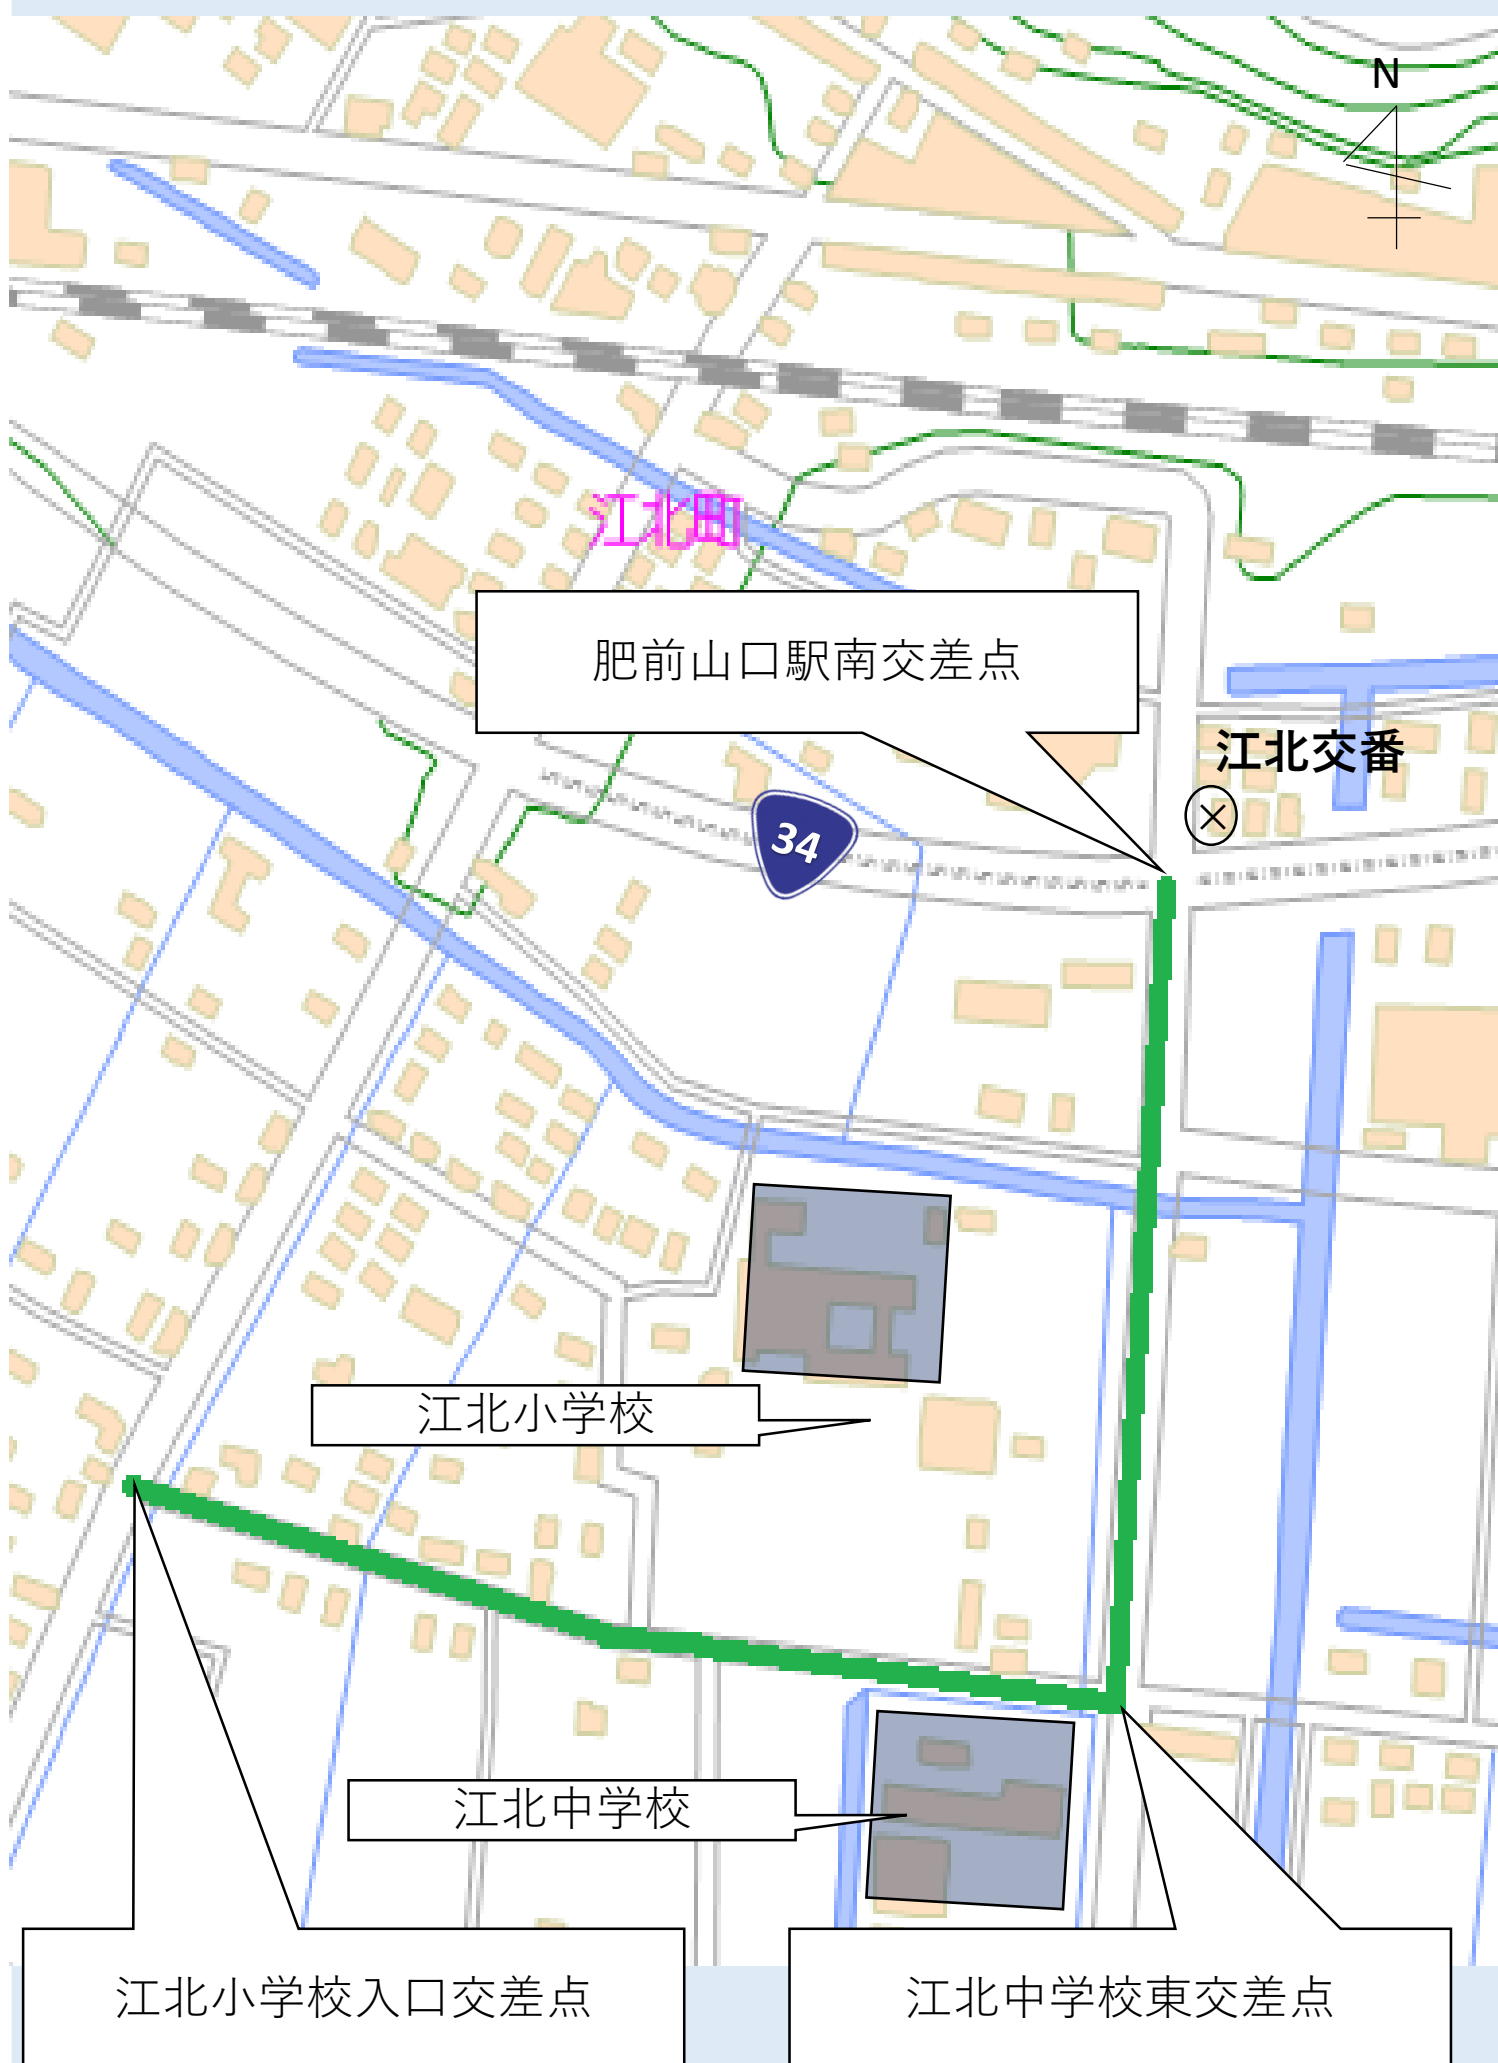 N
江北町
肥前山口駅南交差点
江北交番
34
江北小学校
江北中学校
江北小学校入口交差点
江北中学校東交差点